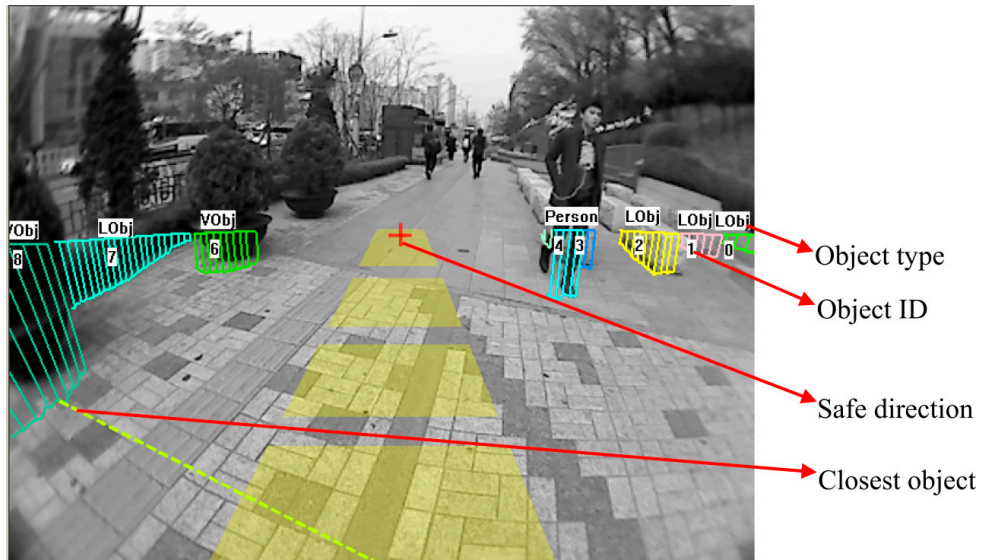 VObj LObj VObj Person LObj LObj LObj
8 7 6 4 3 2 1 0
Object type
Object ID
Safe direction
Closest object